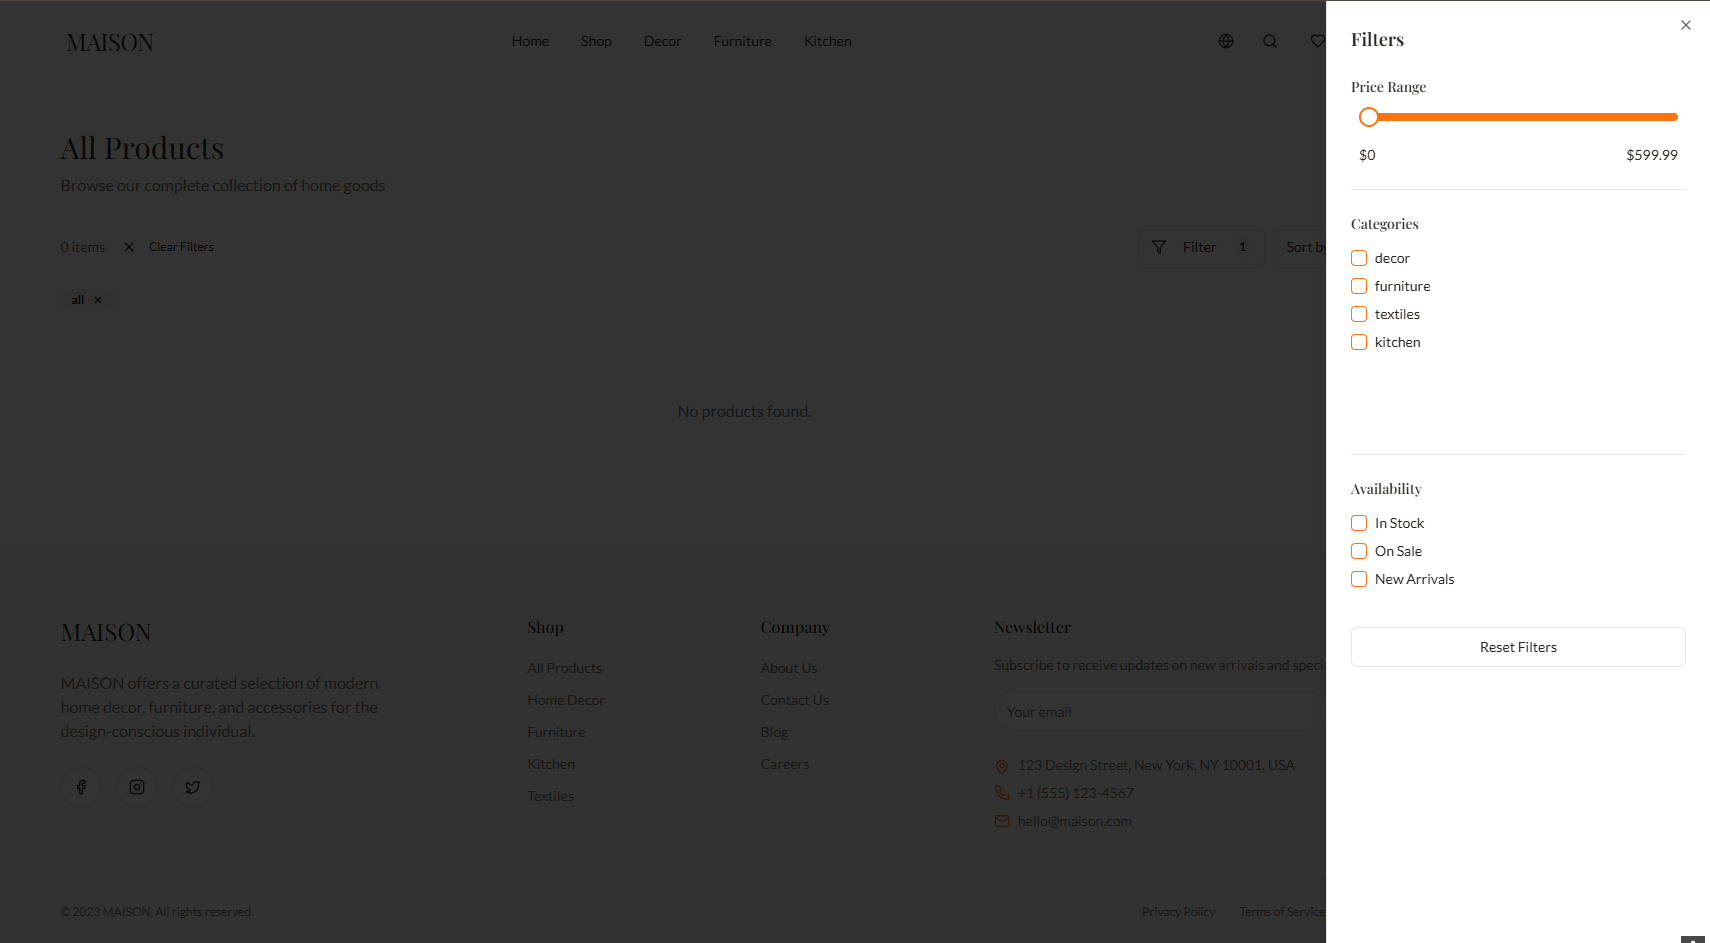 MAISON
Home Shop Decor Furniture Kitchen
All Products
Browse our complete collection of home goods
0 items Clear Filters
Filter 1 Sort by
all
No products found.
MAISON
MAISON offers a curated selection of modern
home decor, furniture, and accessories for the
design-conscious individual.
Shop
All Products
Home Decor
Furniture
Kitchen
Textiles
Company
About Us
Contact Us
Blog
Careers
Newsletter
Subscribe to receive updates on new arrivals and
Your email
123 Design Street, New York, NY 10001, USA
+1 (555) 123-4567
hello@maison.com
© 2023 MAISON. All rights reserved.
Privacy Policy Terms of Service
Filters
Price Range
$0 $599.99
Categories
decor
furniture
textiles
kitchen
Availability
In Stock
On Sale
New Arrivals
Reset Filters